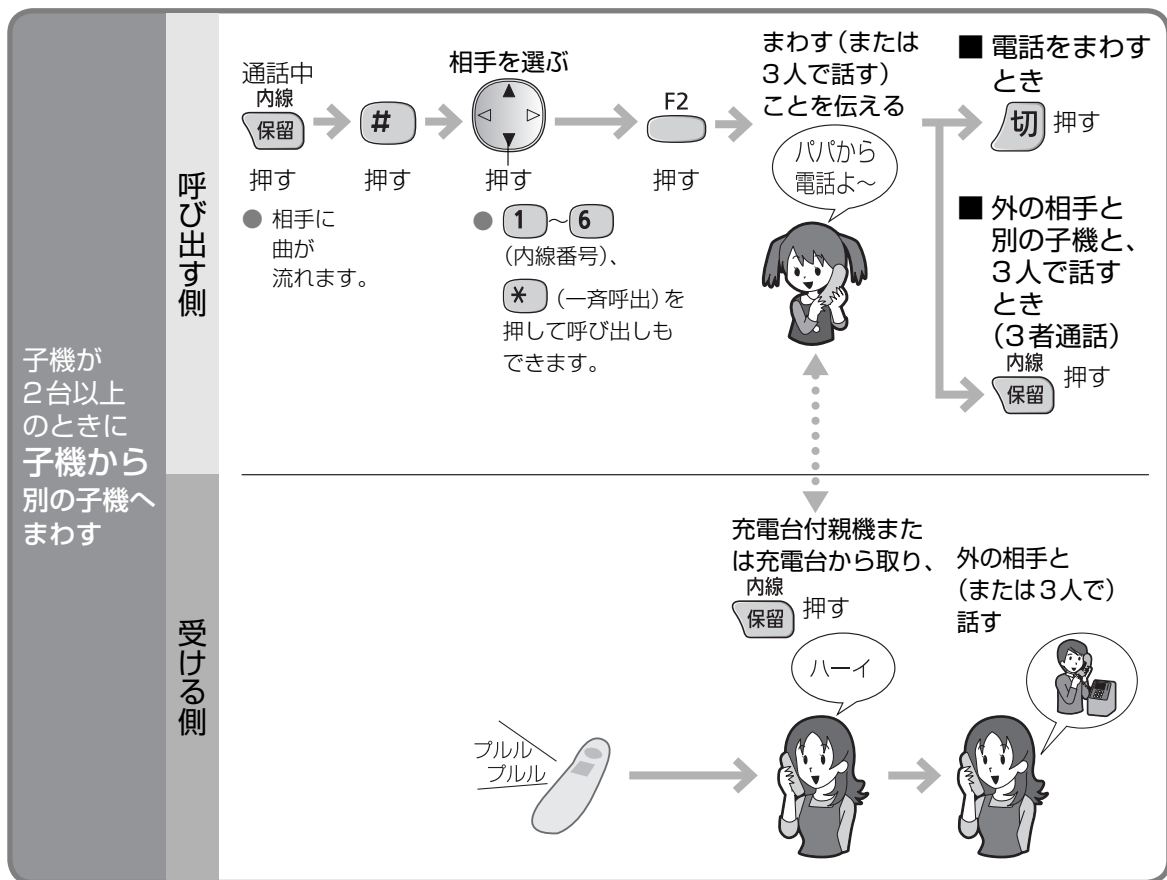 子機が
2台以上
のときに
子機から
別の子機へ
まわす
呼び出す側
通話中
内線
保留
押す
● 相手に
曲が
流れます。
#
押す
相手を選ぶ
押す
● 1～6
(内線番号)、
* (一斉呼出)を
押して呼び出しも
できます。
F2
押す
まわす(または
3人で話す)
ことを伝える
パパから
電話よ～
■ 電話をまわす
とき
切 押す
■ 外の相手と
別の子機と、
3人で話す
とき
(3者通話)
内線
保留 押す
受ける側
プルル
プルル
充電台付親機また
は充電台から取り、
内線
保留 押す
ハーイ
外の相手と
(または3人で)
話す